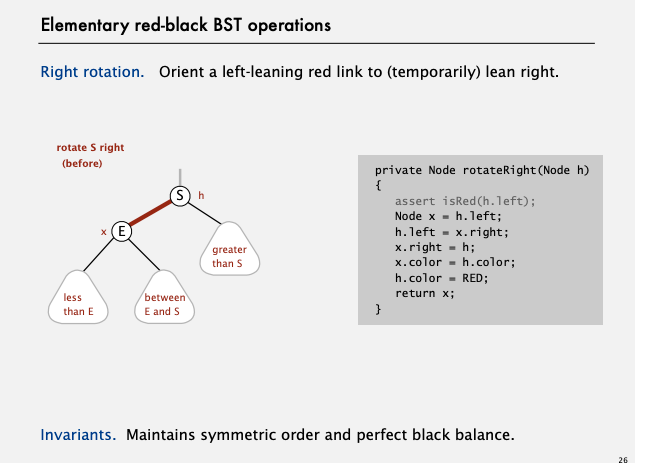 Elementary red-black BST operations
Right rotation. Orient a left-leaning red link to (temporarily) lean right.
rotate S right
(before)
S
h
x
E
greater
than S
less
than E
between
E and S
private Node rotateRight(Node h)
{
assert isRed(h.left);
Node x = h.left;
h.left = x.right;
x.right = h;
x.color = h.color;
h.color = RED;
return x;
}
Invariants. Maintains symmetric order and perfect black balance.
26